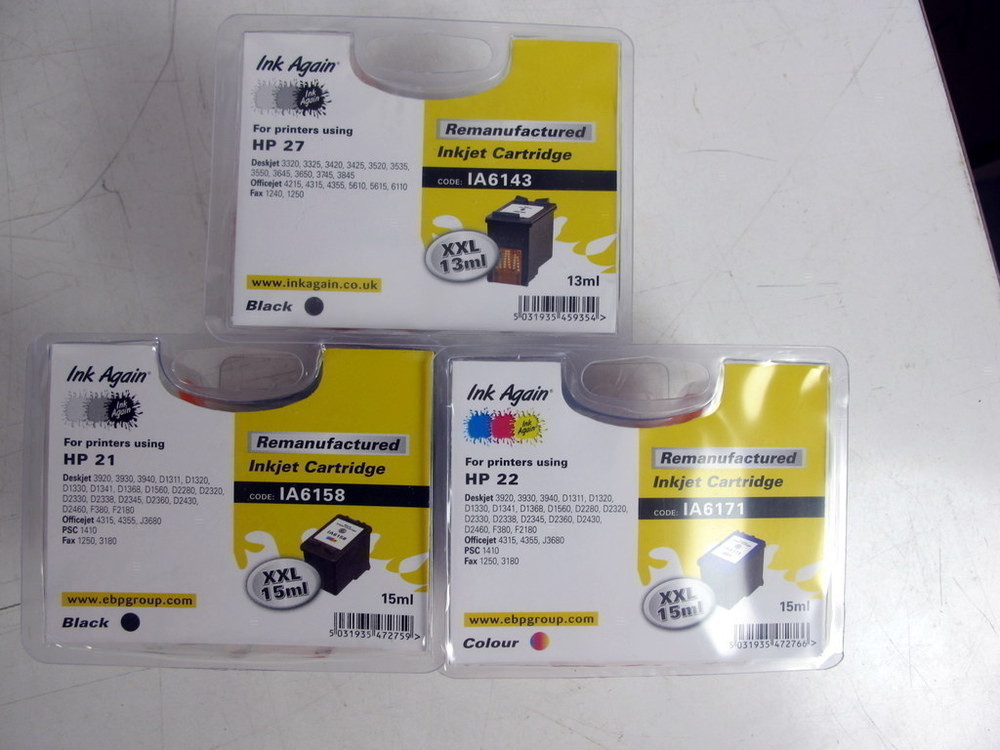 Ink Again®
Ink
Again
For printers using
HP 27
Deskjet 3320, 3325, 3420, 3425, 3520, 3535,
3550, 3645, 3650, 3745, 3845
Officejet 4215, 4315, 4355, 5610, 5615, 6110
Fax 1240, 1250
www.inkagain.co.uk
Black
Remanufactured
Inkjet Cartridge
CODE: IA6143
XXL
13ml
13ml
5 031935 459354 >
Ink Again®
Ink
Again
For printers using
HP 21
Deskjet 3920, 3930, 3940, D1311, D1320,
D1330, D1341, D1368, D1560, D2280, D2320,
D2330, D2338, D2345, D2360, D2430,
D2460, F380, F2180
Officejet 4315, 4355, J3680
PSC 1410
Fax 1250, 3180
www.ebpgroup.com
Black
Remanufactured
Inkjet Cartridge
CODE: IA6158
IA6158
XXL
15ml
15ml
5 031935 472759 >
Ink Again®
Ink
Again
For printers using
HP 22
Deskjet 3920, 3930, 3940, D1311, D1320,
D1330, D1341, D1368, D1560, D2280, D2320,
D2330, D2338, D2345, D2360, D2430,
D2460, F380, F2180
Officejet 4315, 4355, J3680
PSC 1410
Fax 1250, 3180
www.ebpgroup.com
Colour
Remanufactured
Inkjet Cartridge
CODE: IA6171
XXL
15ml
15ml
5 031935 472766 >